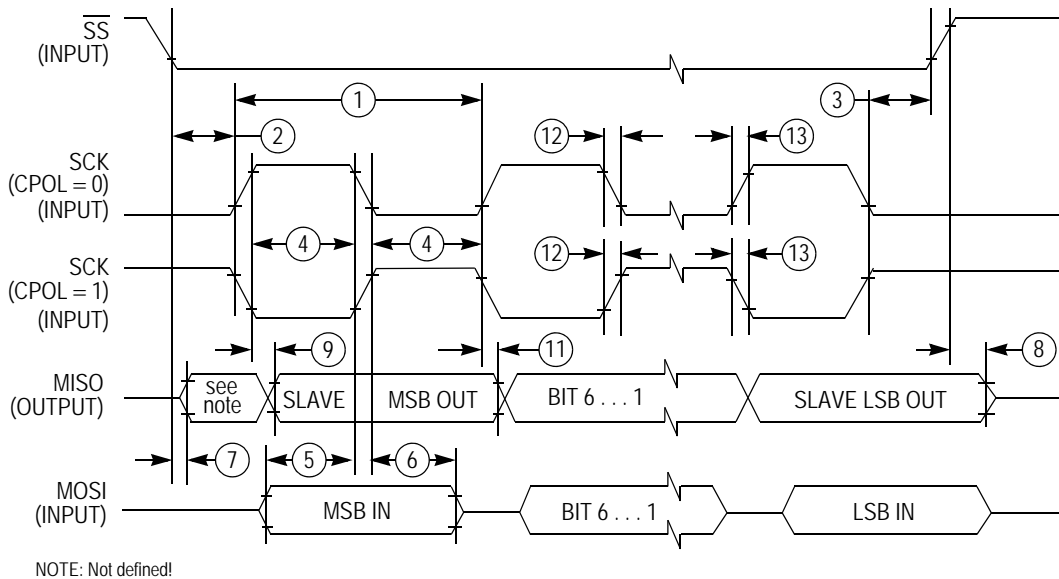 SS
(INPUT)
1
3
2
12
13
SCK
(CPOL = 0)
(INPUT)
4
4
12
13
SCK
(CPOL = 1)
(INPUT)
9
11
8
MISO
(OUTPUT)
see
note
SLAVE
MSB OUT
BIT 6 . . . 1
SLAVE LSB OUT
7
5
6
MOSI
(INPUT)
MSB IN
BIT 6 . . . 1
LSB IN
NOTE: Not defined!